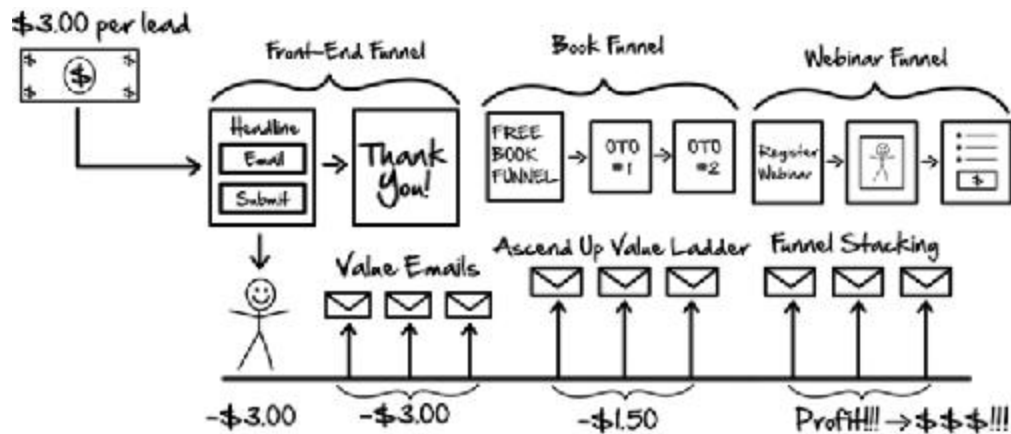 $3.00 per lead
$
$
$
$
$
Front-End Funnel
Headline
Email
Submit
Thank
You!
Book Funnel
FREE
BOOK
FUNNEL
OTO
#1
OTO
#2
Webinar Funnel
Register
Webinar
$
Value Emails
Ascend Up Value Ladder
Funnel Stacking
-$3.00
-$3.00
-$1.50
Profit!!! → $$$!!!